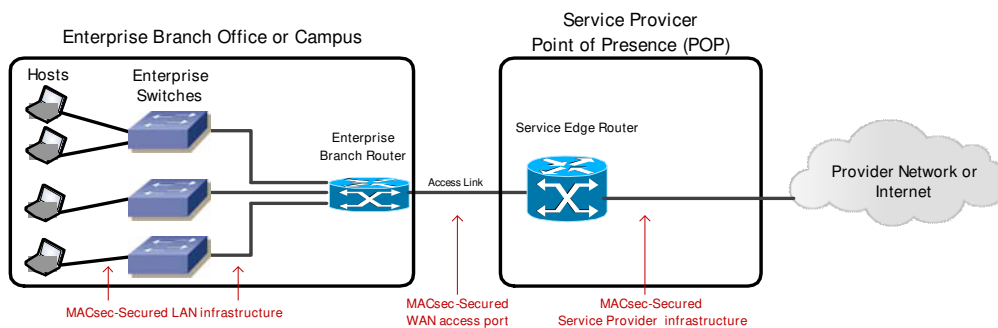 Enterprise Branch Office or Campus
Service Provicer
Point of Presence (POP)
Hosts
Enterprise
Switches
Enterprise
Branch Router
Service Edge Router
Access Link
Provider Network or
Internet
MACsec-Secured LAN infrastructure
MACsec-Secured
WAN access port
MACsec-Secured
Service Provider infrastructure